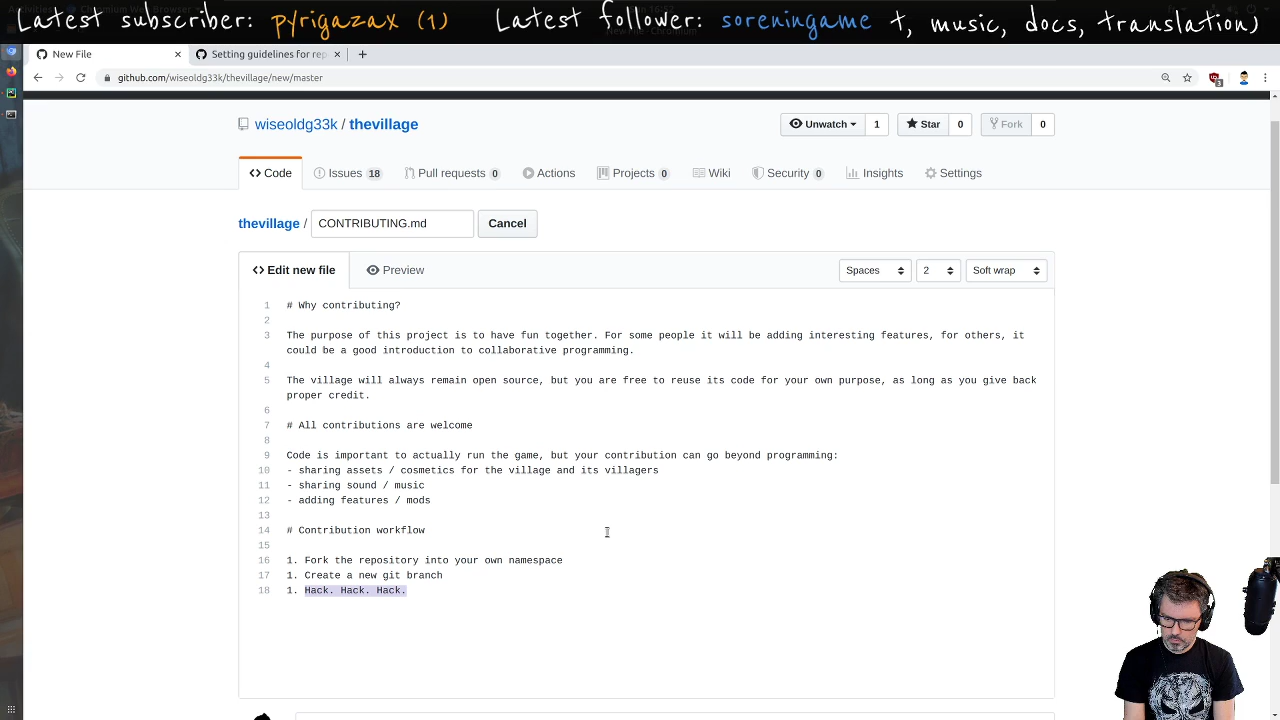 Latest subscriber: pyrigazax (1) Latest follower: soreningame t, music, docs, translation)
New File
Setting guidelines for rep
github.com/wiseoldg33k/thevillage/new/master
3
wiseoldg33k / thevillage
Unwatch 1 Star 0 Fork 0
Code Issues 18 Pull requests 0 Actions Projects 0 Wiki Security 0 Insights Settings
thevillage / CONTRIBUTING.md Cancel
Edit new file Preview Spaces 2 Soft wrap
1 # Why contributing?
2
3 The purpose of this project is to have fun together. For some people it will be adding interesting features, for others, it
could be a good introduction to collaborative programming.
4
5 The village will always remain open source, but you are free to reuse its code for your own purpose, as long as you give back
proper credit.
6
7 # All contributions are welcome
8
9 Code is important to actually run the game, but your contribution can go beyond programming:
10 - sharing assets / cosmetics for the village and its villagers
11 - sharing sound / music
12 - adding features / mods
13
14 # Contribution workflow
15
16 1. Fork the repository into your own namespace
17 1. Create a new git branch
18 1. Hack. Hack. Hack.